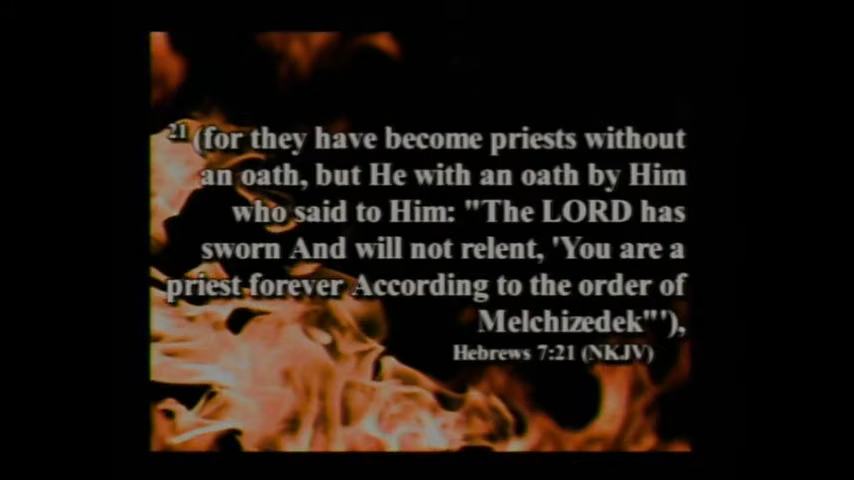 21 (for they have become priests without
an oath, but He with an oath by Him
who said to Him: "The LORD has
sworn And will not relent, 'You are a
priest forever According to the order of
Melchizedek"'),
Hebrews 7:21 (NKJV)